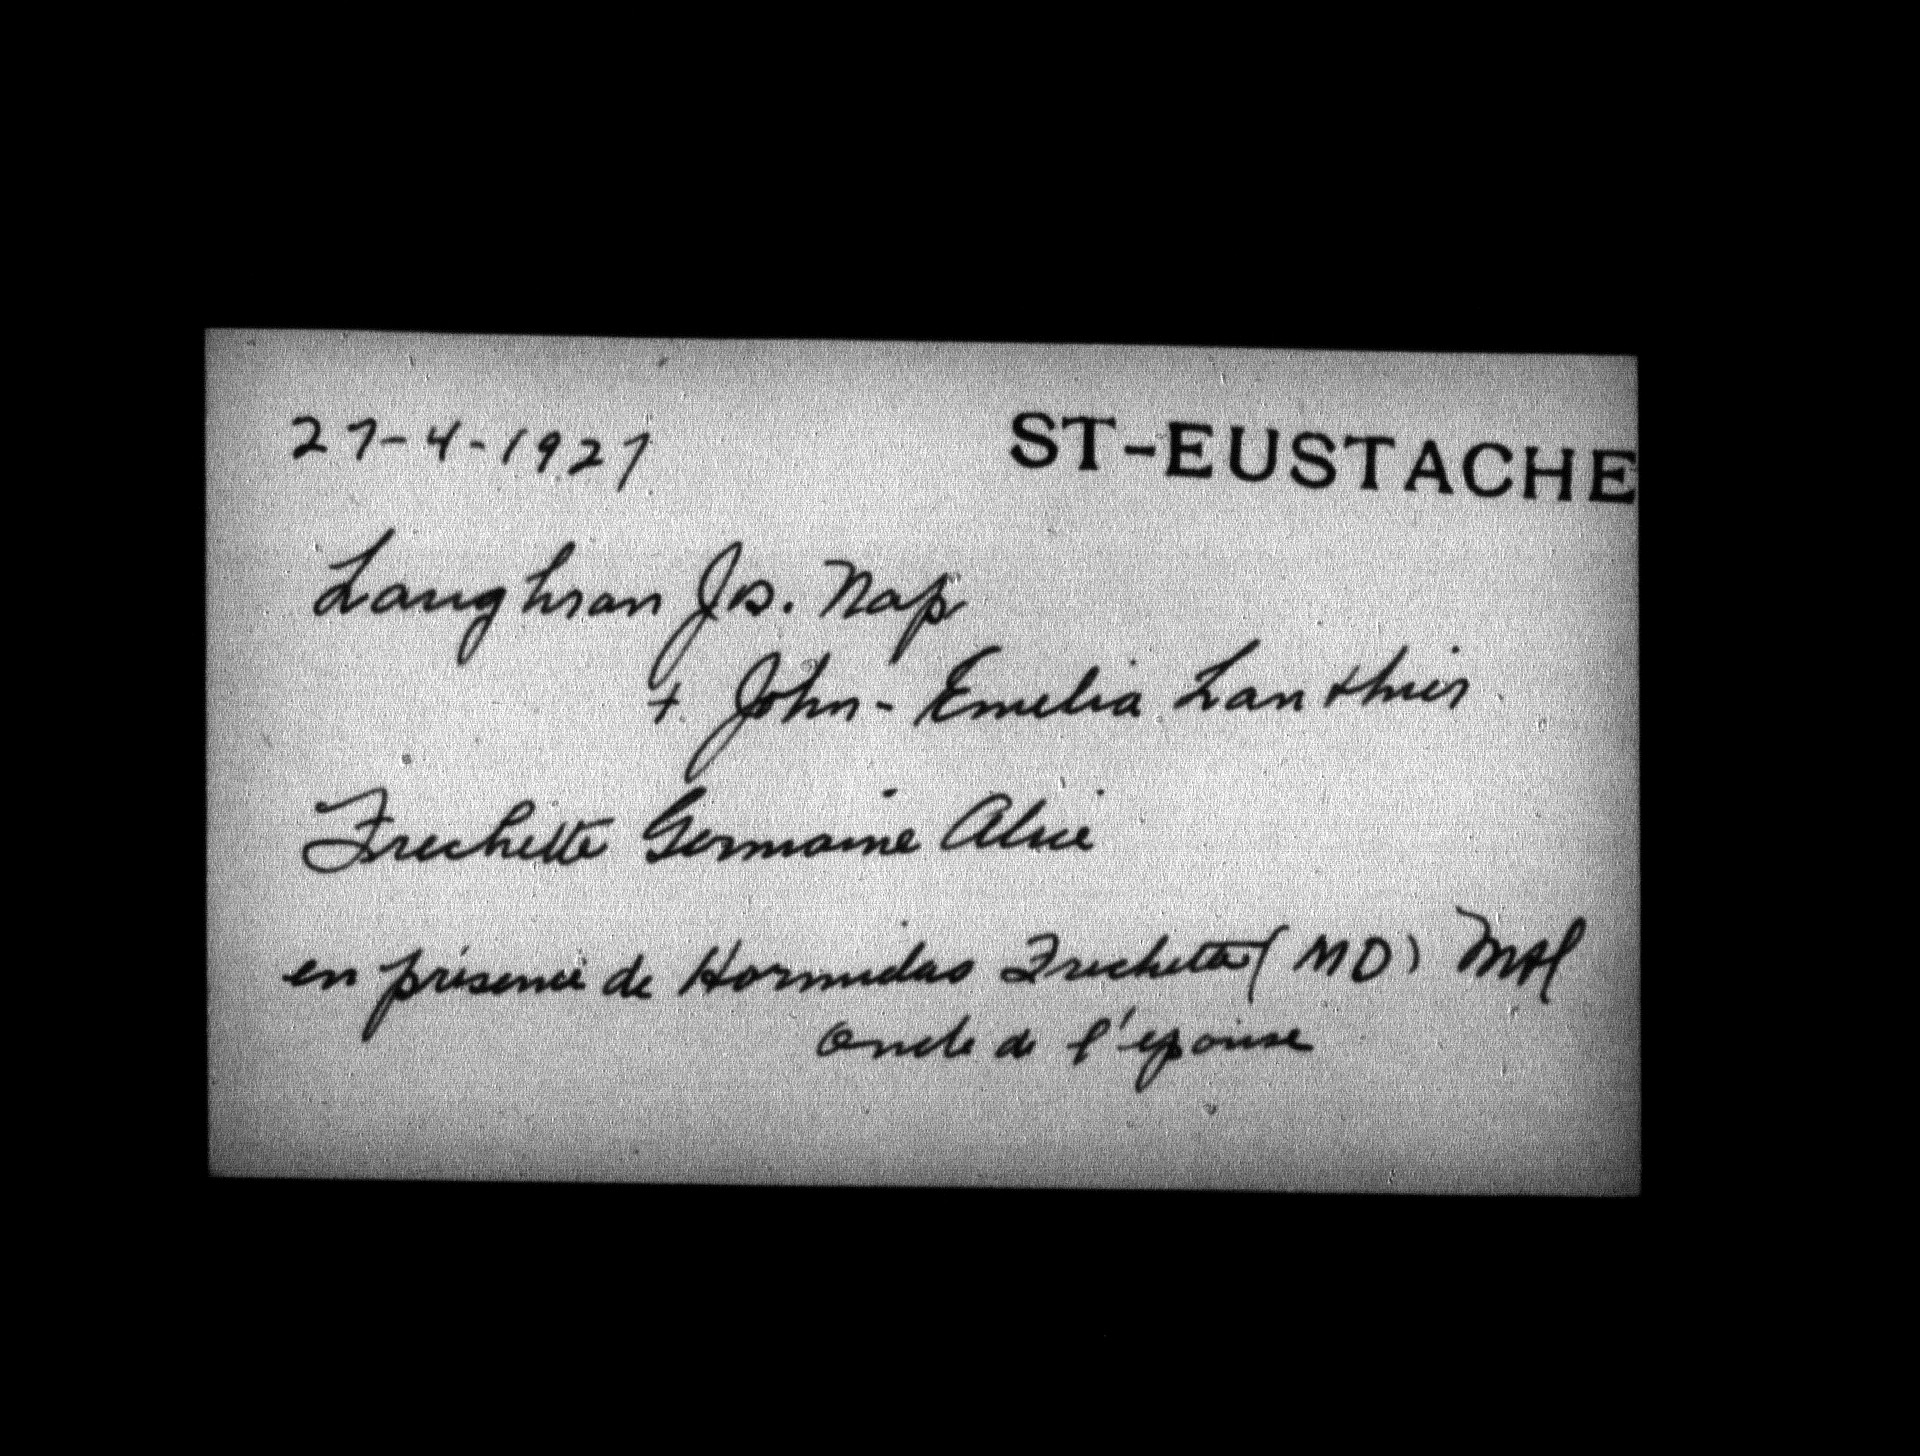 27-4-1927 ST-EUSTACHE
Laughran Js. Nap
+ John - Emelia Lanthier
Frechette Germaine Alice
en présence de Hormidas Frechette (MD) Mtl
oncle de l'épouse